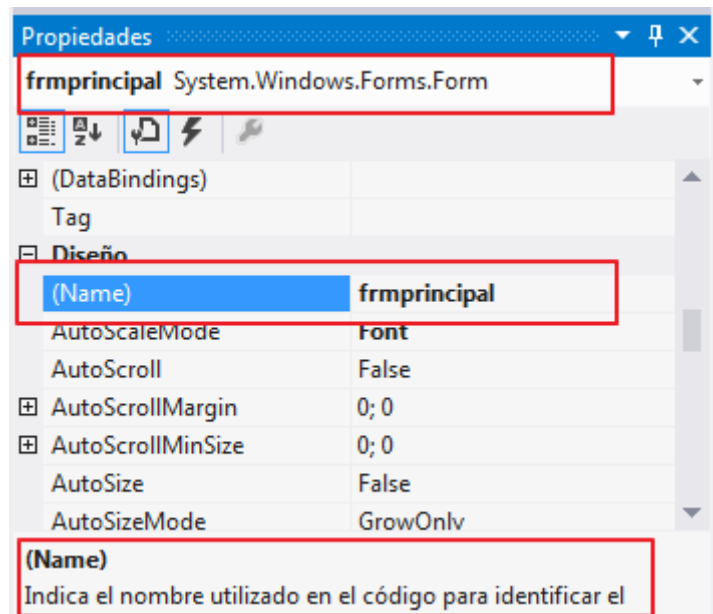 Propiedades
frmprincipal System.Windows.Forms.Form
(DataBindings)
Tag
Diseño
(Name) frmprincipal
AutoScaleMode Font
AutoScroll False
AutoScrollMargin 0; 0
AutoScrollMinSize 0; 0
AutoSize False
AutoSizeMode GrowOnly
(Name)
Indica el nombre utilizado en el código para identificar el